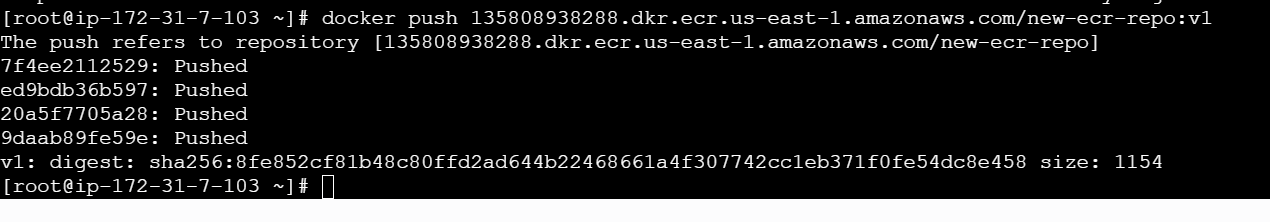 [root@ip-172-31-7-103 ~]# docker push 135808938288.dkr.ecr.us-east-1.amazonaws.com/new-ecr-repo:v1
The push refers to repository [135808938288.dkr.ecr.us-east-1.amazonaws.com/new-ecr-repo]
7f4ee2112529: Pushed
ed9bdb36b597: Pushed
20a5f7705a28: Pushed
9daab89fe59e: Pushed
v1: digest: sha256:8fe852cf81b48c80ffd2ad644b22468661a4f307742cc1eb371f0fe54dc8e458 size: 1154
[root@ip-172-31-7-103 ~]#